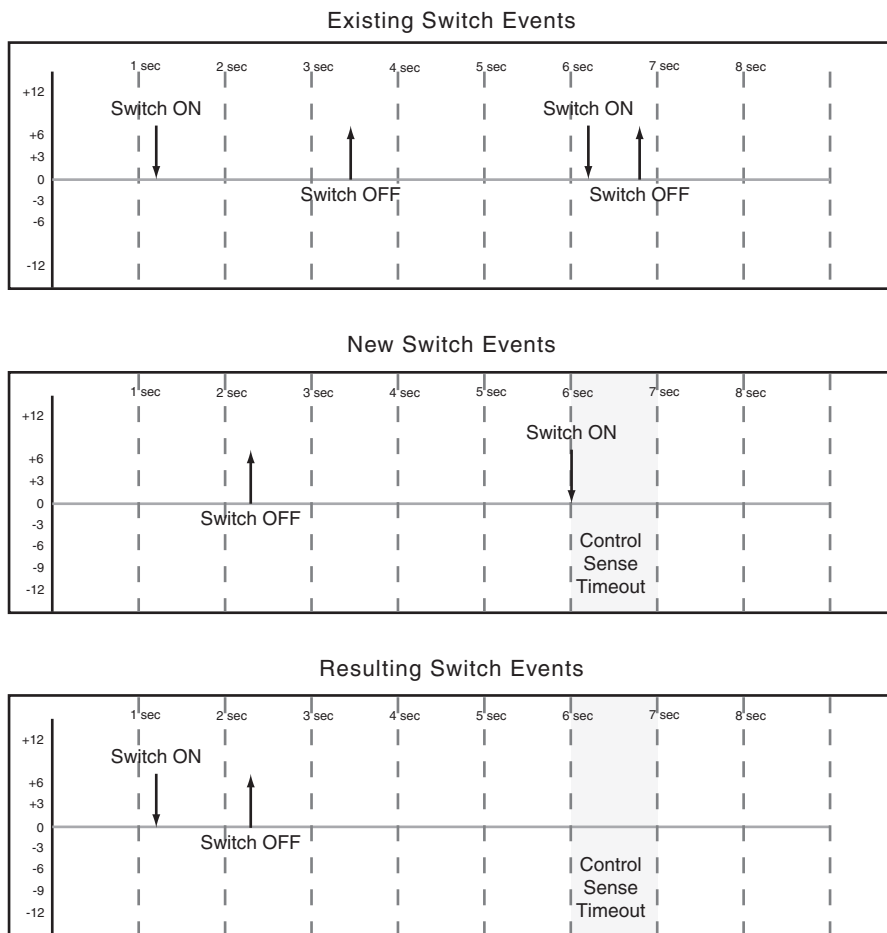 Existing Switch Events
1 sec 2 sec 3 sec 4 sec 5 sec 6 sec 7 sec 8 sec
+12
Switch ON Switch ON
+6
+3
0
-3 Switch OFF Switch OFF
-6
-12
New Switch Events
1 sec 2 sec 3 sec 4 sec 5 sec 6 sec 7 sec 8 sec
+12
Switch ON
+6
+3
0
Switch OFF
-3
-6
-9
-12
Control
Sense
Timeout
Resulting Switch Events
1 sec 2 sec 3 sec 4 sec 5 sec 6 sec 7 sec 8 sec
+12
Switch ON
+6
+3
0
Switch OFF
-3
-6
-9
-12
Control
Sense
Timeout